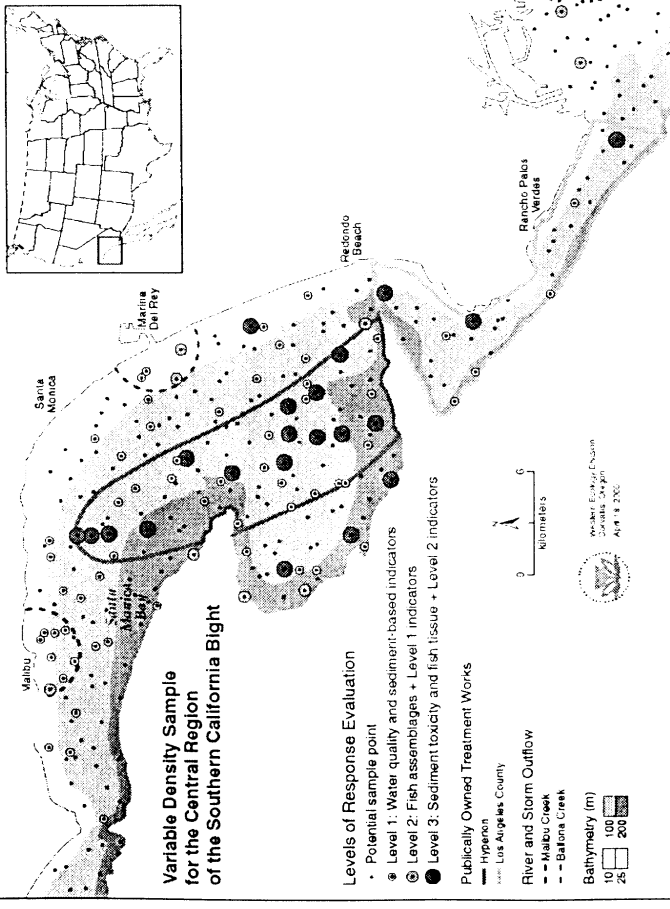 Variable Density Sample
for the Central Region
of the Southern California Bight
Levels of Response Evaluation
Potential sample point
Level 1: Water quality and sediment-based indicators
Level 2: Fish assemblages + Level 1 indicators
Level 3: Sediment toxicity and fish tissue + Level 2 indicators
Publically Owned Treatment Works
Hyperion
Los Angeles County
River and Storm Outflow
Malibu Creek
Ballona Creek
Bathymetry (m)
10
25
100
200
Malibu
Santa
Monica
Bay
Santa
Monica
Marina
Del Rey
Redondo
Beach
Rancho Palos
Verdes
0
6
kilometers
N
Western Ecology Division
Corvallis, Oregon